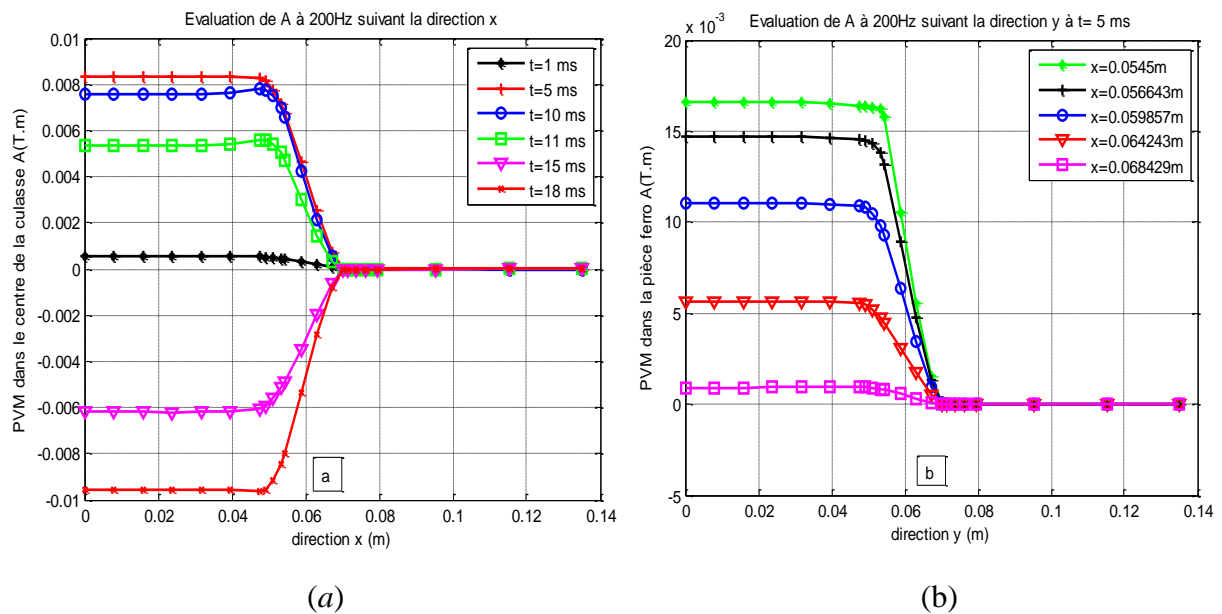 Evaluation de A à 200Hz suivant la direction x
PVM dans le centre de la culasse A(T.m)
0.01
0.008
0.006
0.004
0.002
0
-0.002
-0.004
-0.006
-0.008
-0.01
0 0.02 0.04 0.06 0.08 0.1 0.12 0.14
direction x (m)
t=1 ms
t=5 ms
t=10 ms
t=11 ms
t=15 ms
t=18 ms
a
(a)
Evaluation de A à 200Hz suivant la direction y à t= 5 ms
x 10-3
PVM dans la pièce ferro A(T.m)
20
15
10
5
0
-5
0 0.02 0.04 0.06 0.08 0.1 0.12 0.14
direction y (m)
x=0.0545m
x=0.056643m
x=0.059857m
x=0.064243m
x=0.068429m
b
(b)